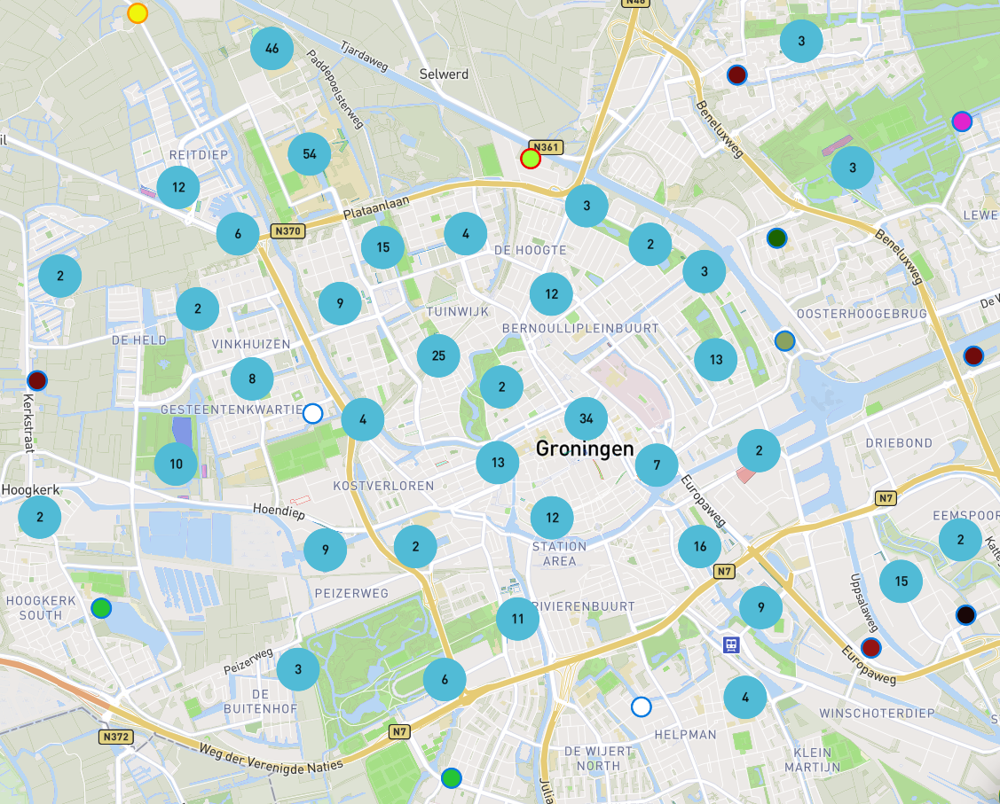 N46
3
46
Tjardaweg
Paddepoelsterweg
Selwerd
Beneluxweg
il
N361
REITDIEP
54
12
3
Plataanlaan
3
LEWE
6
N370
15
4
DE HOOGTE
2
Beneluxweg
2
3
12
2
9
TUINWIJK
BERNOULLIPLEINBUURT
OOSTERHOOGEBRUG
De
DE HELD
VINKHUIZEN
25
13
8
2
Kerkstraat
GESTEENTENKWARTIE
4
34
Groningen
DRIEBOND
10
13
7
2
Europaweg
Hoogkerk
KOSTVERLOREN
N7
2
Hoendiep
12
EEMSPOOR
9
2
STATION
AREA
16
2
Katte
N7
15
Uppsalaweg
HOOGKERK
SOUTH
PEIZERWEG
RIVIERENBUURT
11
9
Peizerweg
3
6
Europaweg
DE
BUITENHOF
4
WINSCHOTERDIEP
N372
N7
HELPMAN
Weg der Verenigde Naties
DE WIJERT
NORTH
KLEIN
MARTIJN
Julia